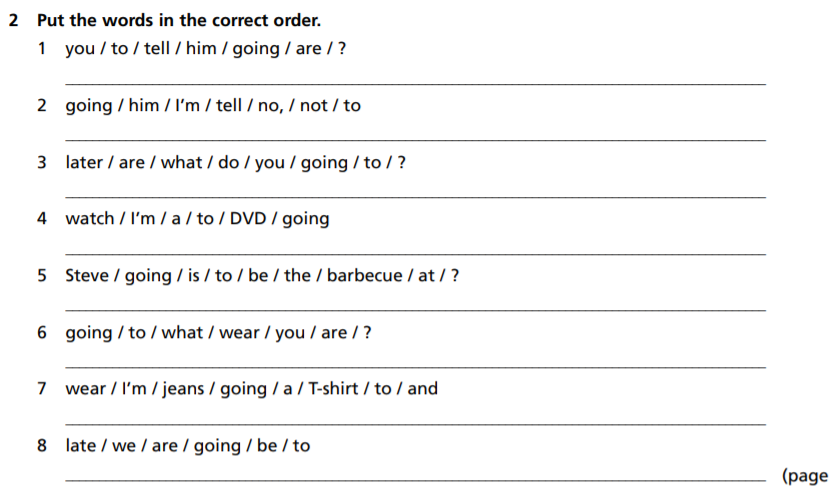 2 Put the words in the correct order.
1 you / to / tell / him / going / are / ?
2 going / him / I’m / tell / no, / not / to
3 later / are / what / do / you / going / to / ?
4 watch / I’m / a / to / DVD / going
5 Steve / going / is / to / be / the / barbecue / at / ?
6 going / to / what / wear / you / are / ?
7 wear / I’m / jeans / going / a / T-shirt / to / and
8 late / we / are / going / be / to
(page